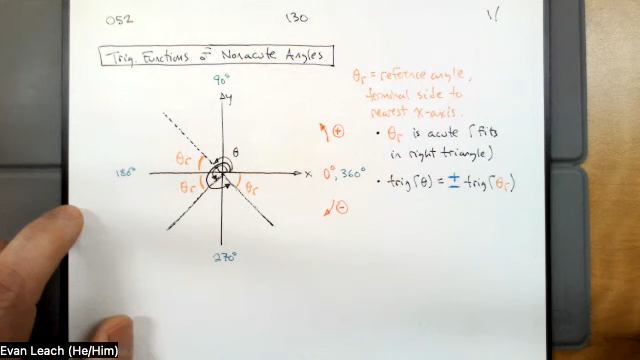 052 130 1(
Trig. Functions of Nonacute Angles
90°
y
θ
θr
180°
x
0°, 360°
θr
θr
270°
+
−
θr = reference angle,
terminal side to
nearest x-axis.
• θr is acute (fits
in right triangle)
• trig(θ) = ± trig(θr)
Evan Leach (He/Him)